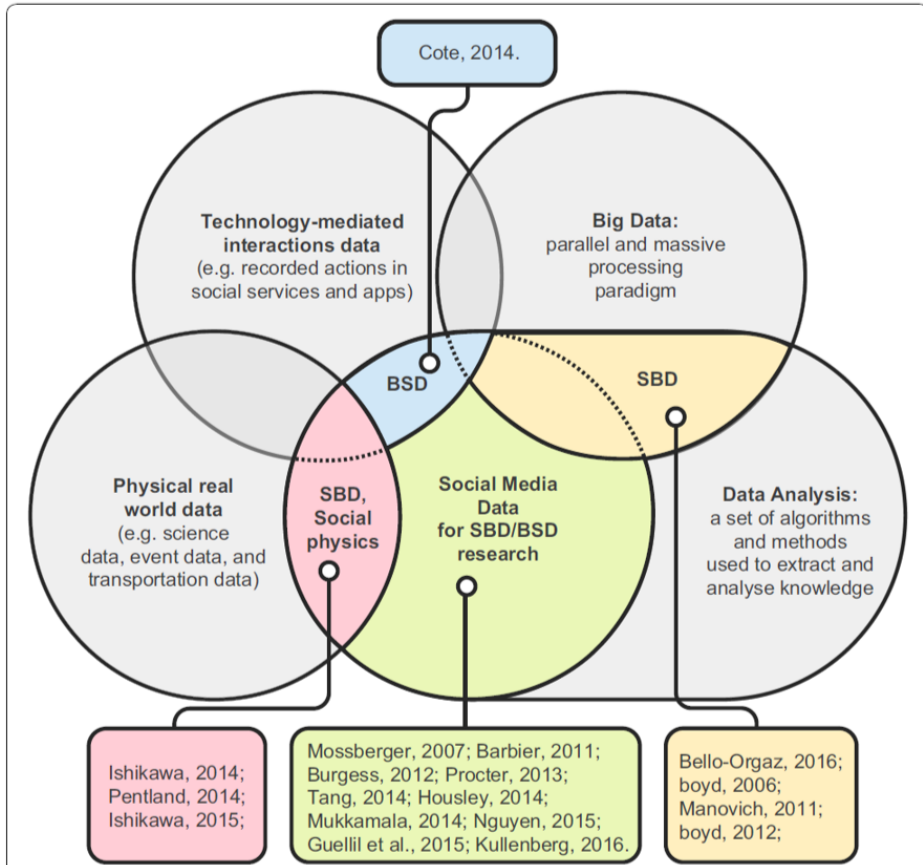 Cote, 2014.
Technology-mediated
interactions data
(e.g. recorded actions in
social services and apps)
Big Data:
parallel and massive
processing
paradigm
BSD
SBD
Physical real
world data
(e.g. science
data, event data, and
transportation data)
SBD,
Social
physics
Social Media
Data
for SBD/BSD
research
Data Analysis:
a set of algorithms
and methods
used to extract and
analyse knowledge
Ishikawa, 2014;
Pentland, 2014;
Ishikawa, 2015;
Mossberger, 2007; Barbier, 2011;
Burgess, 2012; Procter, 2013;
Tang, 2014; Housley, 2014;
Mukkamala, 2014; Nguyen, 2015;
Guellil et al., 2015; Kullenberg, 2016.
Bello-Orgaz, 2016;
boyd, 2006;
Manovich, 2011;
boyd, 2012;